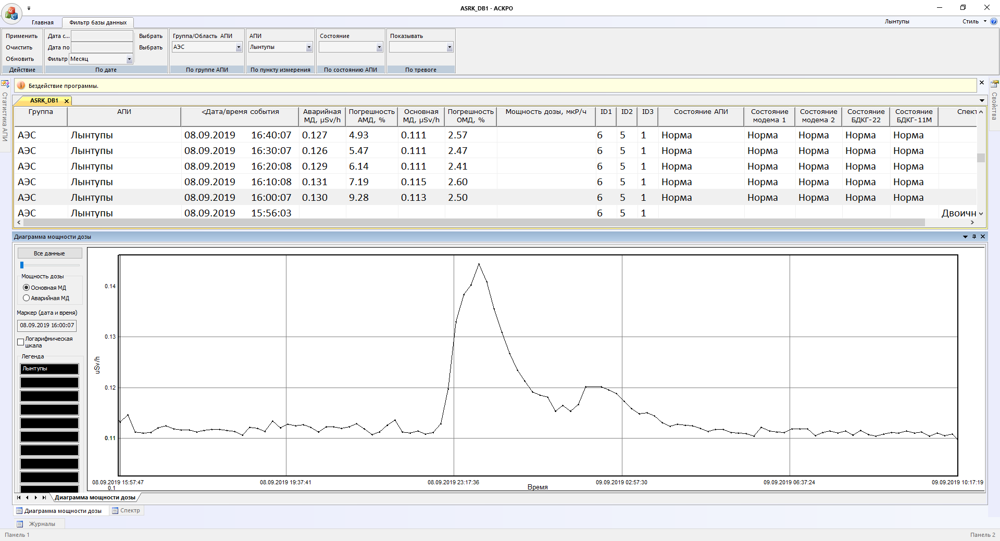 ASRK_DB1 - АСКРО
Главная
Фильтр базы данных
Лынтупы
Стиль
Применить
Очистить
Обновить
Действие
Дата с...
Выбрать
Дата по
Выбрать
Фильтр Месяц
По дате
Группа/Область АПИ
АЭС
По группе АПИ
АПИ
Лынтупы
По пункту измерения
Состояние
По состоянию АПИ
Показывать
По тревоге
Статистика АПИ
Бездействие программы.
Свойства
ASRK_DB1
Группа АПИ <Дата/время события Аварийная МД, µSv/h Погрешность АМД, % Основная МД, µSv/h Погрешность ОМД, % Мощность дозы, мкР/ч ID1 ID2 ID3 Состояние АПИ Состояние модема 1 Состояние модема 2 Состояние БДКГ-22 Состояние БДКГ-11М Спект
АЭС Лынтупы 08.09.2019 16:40:07 0.127 4.93 0.111 2.57 6 5 1 Норма Норма Норма Норма Норма
АЭС Лынтупы 08.09.2019 16:30:07 0.126 5.47 0.111 2.47 6 5 1 Норма Норма Норма Норма Норма
АЭС Лынтупы 08.09.2019 16:20:08 0.129 6.14 0.111 2.41 6 5 1 Норма Норма Норма Норма Норма
АЭС Лынтупы 08.09.2019 16:10:08 0.131 7.19 0.115 2.60 6 5 1 Норма Норма Норма Норма Норма
АЭС Лынтупы 08.09.2019 16:00:07 0.130 9.28 0.113 2.50 6 5 1 Норма Норма Норма Норма Норма
АЭС Лынтупы 08.09.2019 15:56:03 6 5 1 Двоичн
Диаграмма мощности дозы
Все данные
Мощность дозы
Основная МД
Аварийная МД
Маркер (дата и время)
08.09.2019 16:00:07
Логарифмическая
шкала
Легенда
Лынтупы
uSv/h
0.14
0.13
0.12
0.11
0.1
08.09.2019 15:57:47
08.09.2019 19:37:41
08.09.2019 23:17:36
09.09.2019 02:57:30
09.09.2019 06:37:24
09.09.2019 10:17:19
Время
Диаграмма мощности дозы
Диаграмма мощности дозы
Спектр
Журналы
Панель 1
Панель 2